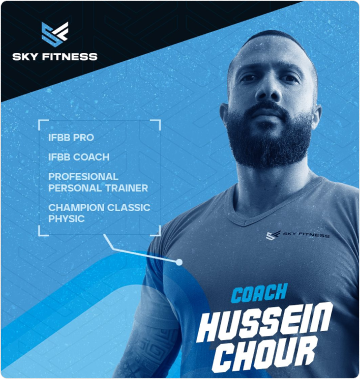 SKY FITNESS
IFBB PRO
IFBB COACH
PROFESIONAL
PERSONAL TRAINER
CHAMPION CLASSIC
PHYSIC
SKY FITNESS
COACH
HUSSEIN
CHOUR